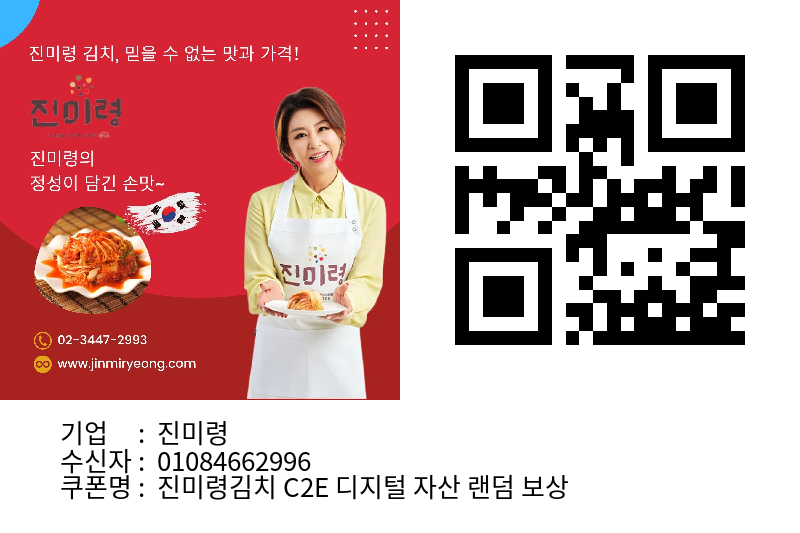 진미령 김치, 믿을 수 없는 맛과 가격!
진미령
진미령의
정성이 담긴 손맛~
진미령
02-3447-2993
www.jinmiryeong.com
기업 : 진미령
수신자 : 01084662996
쿠폰명 : 진미령김치 C2E 디지털 자산 랜덤 보상